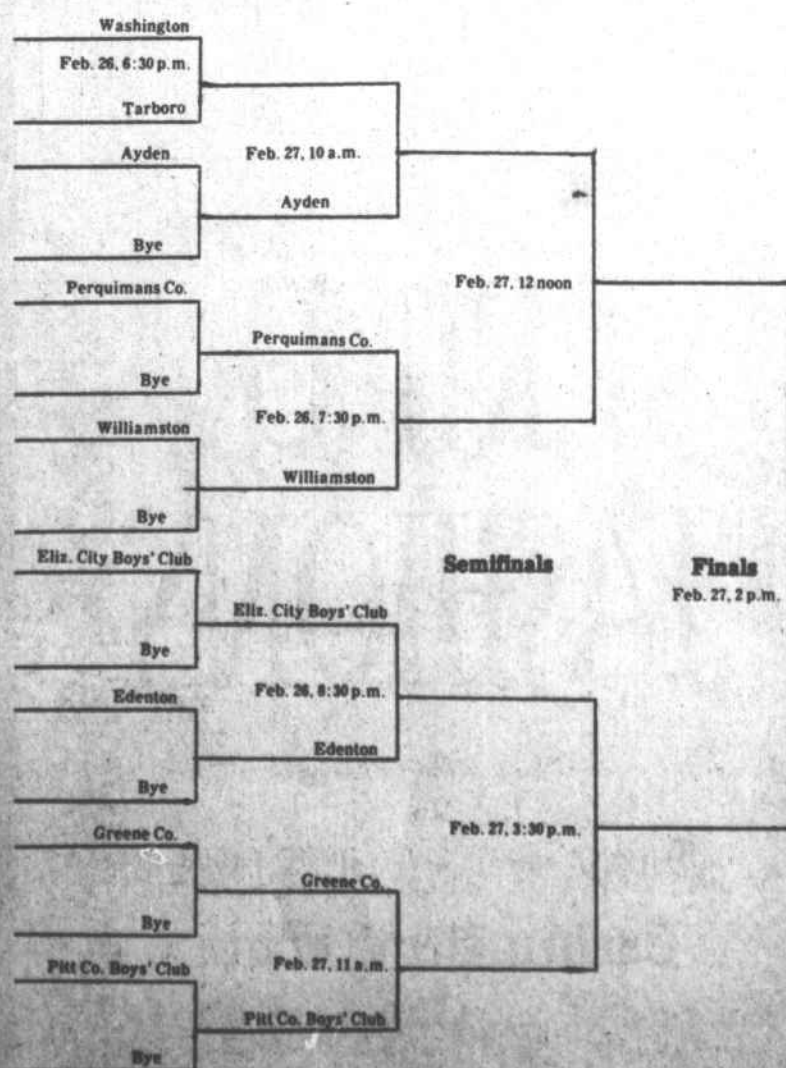 Washington
Feb. 26, 6:30 p.m.
Tarboro
Ayden
Feb. 27, 10 a.m.
Ayden
Bye
Feb. 27, 12 noon
Perquimans Co.
Perquimans Co.
Bye
Feb. 26, 7:30 p.m.
Williamston
Williamston
Bye
Eliz. City Boys' Club
Semifinals
Finals
Feb. 27, 2 p.m.
Eliz. City Boys' Club
Bye
Feb. 26, 8:30 p.m.
Edenton
Edenton
Bye
Feb. 27, 3:30 p.m.
Greene Co.
Greene Co.
Bye
Feb. 27, 11 a.m.
Pitt Co. Boys' Club
Pitt Co. Boys' Club
Bye